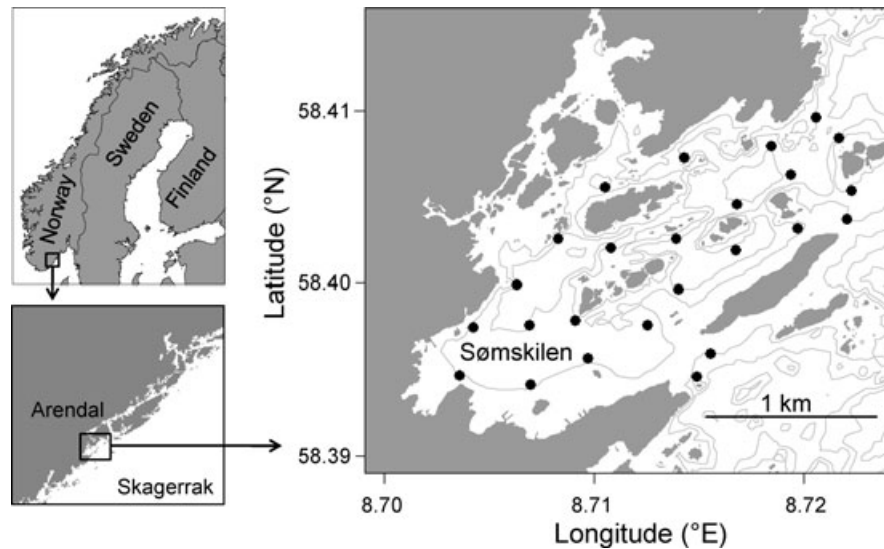 Norway
Sweden
Finland
Arendal
Skagerrak
Latitude (°N)
58.41
58.40
58.39
Sømskilen
1 km
8.70
8.71
8.72
Longitude (°E)